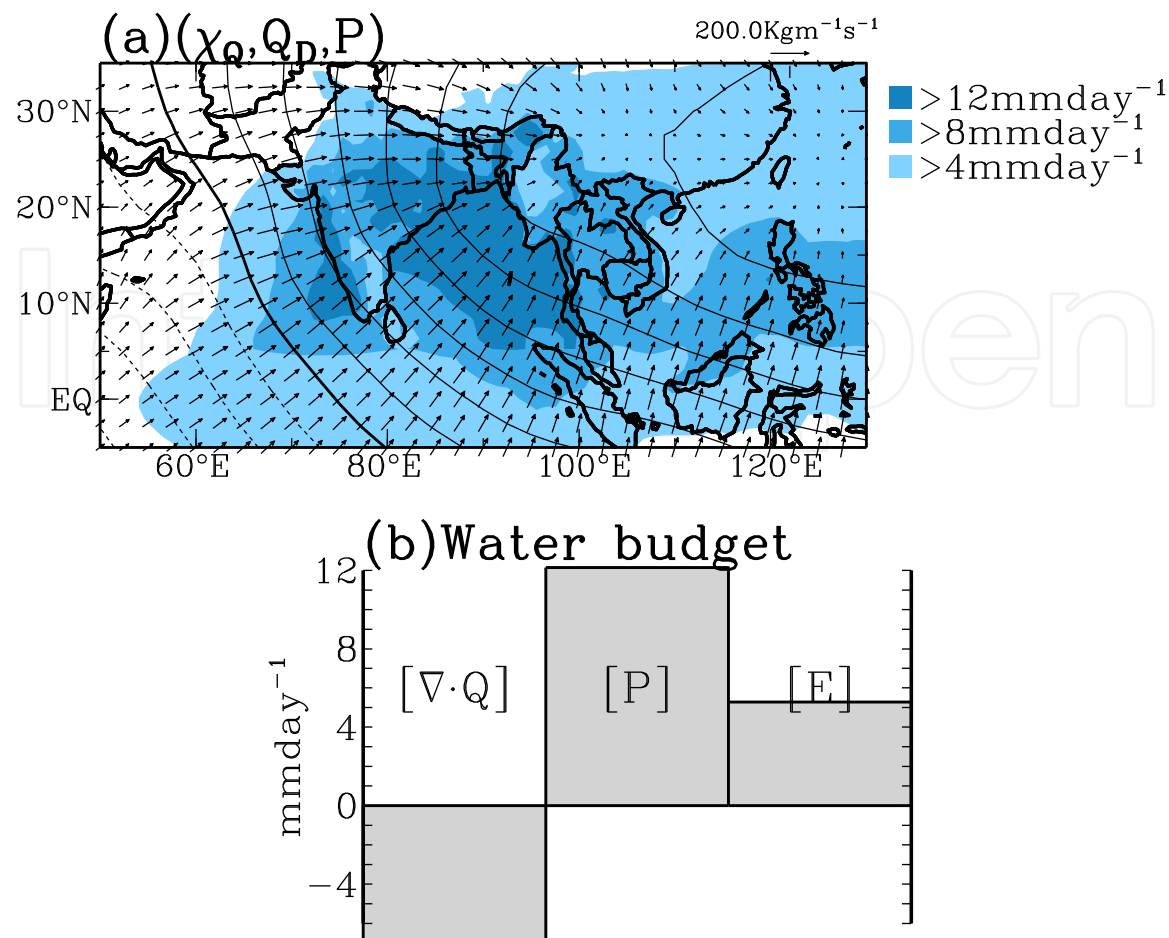 (a)(χQ,QD,P)
200.0Kgm⁻¹s⁻¹
>12mmday⁻¹
>8mmday⁻¹
>4mmday⁻¹
30°N
20°N
10°N
EQ
60°E 80°E 100°E 120°E
(b)Water budget
12
8
4
0
−4
mmday⁻¹
[∇·Q] [P] [E]